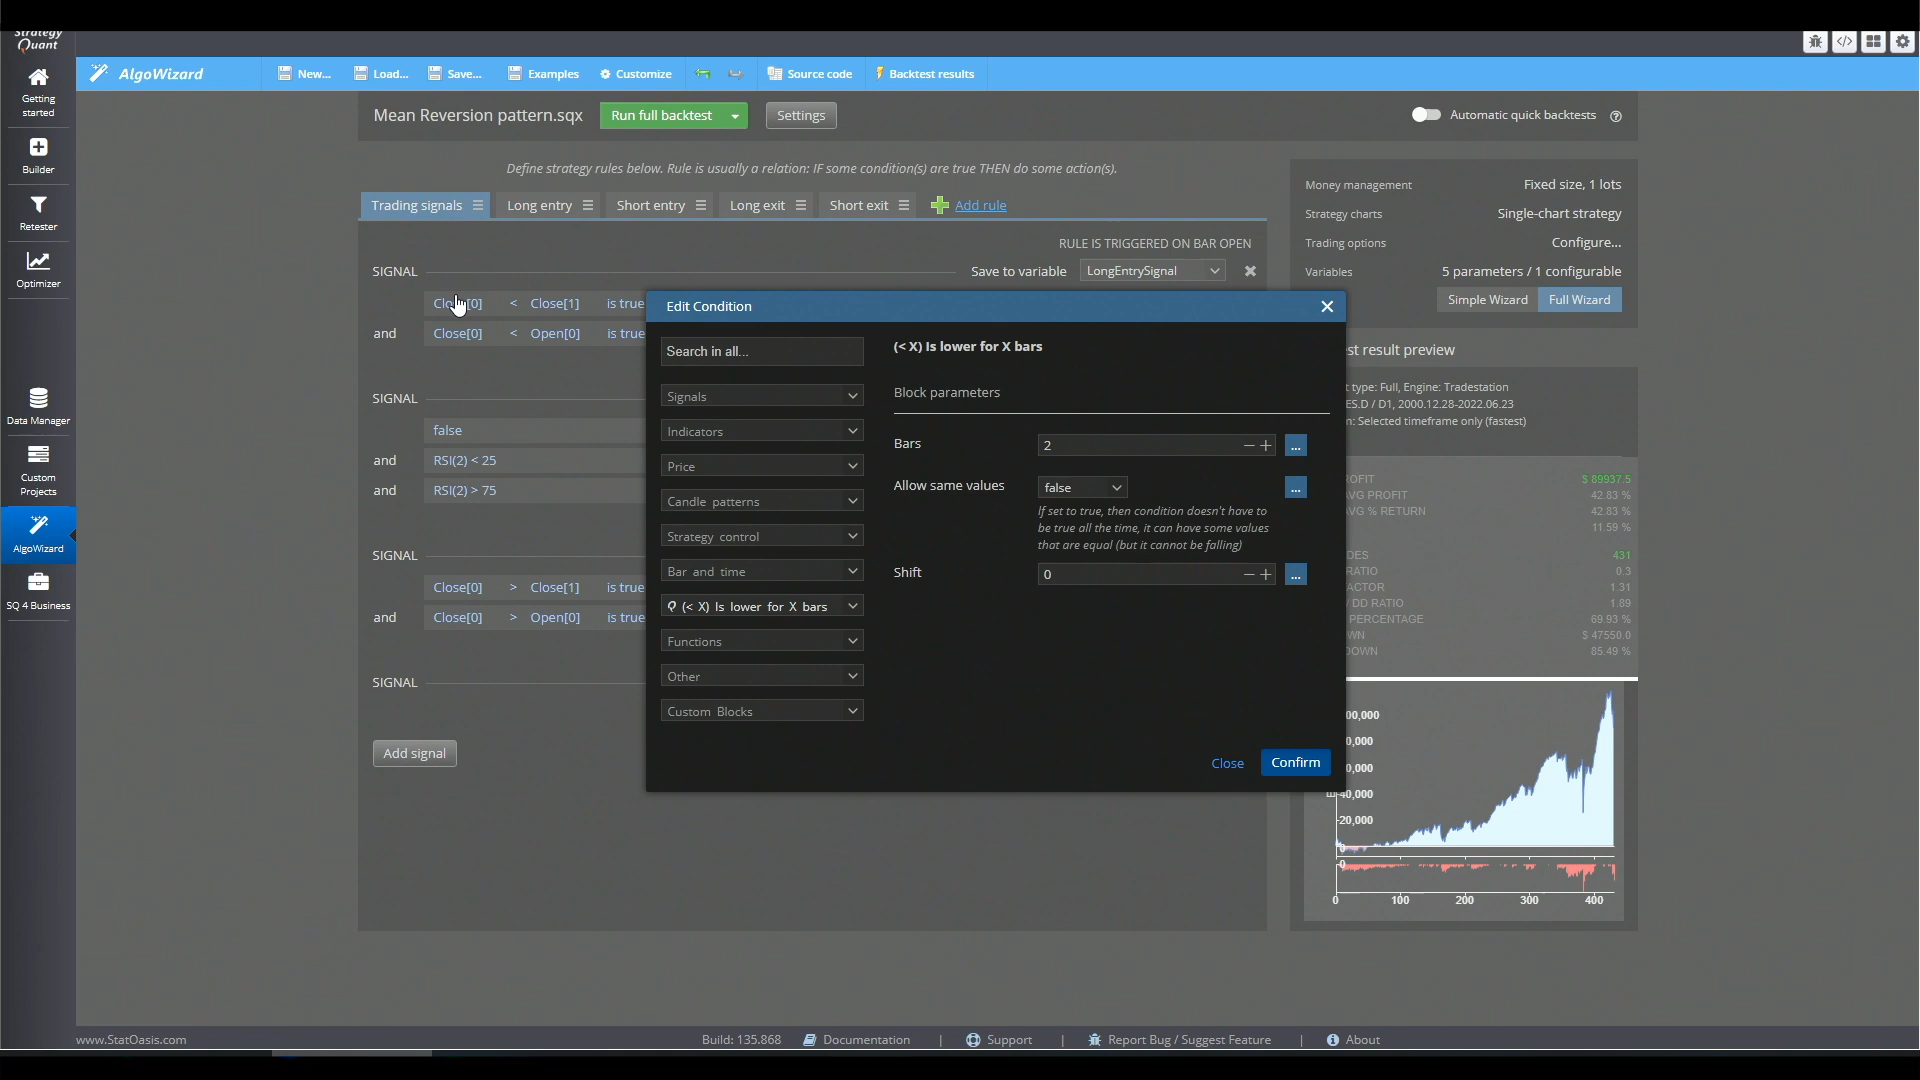 Strategy
Quant
AlgoWizard
New...
Load...
Save...
Examples
Customize
Source code
Backtest results
Getting
started
Builder
Retester
Optimizer
Data Manager
Custom
Projects
AlgoWizard
SQ 4 Business
Mean Reversion pattern.sqx
Run full backtest
Settings
Automatic quick backtests
Define strategy rules below. Rule is usually a relation: IF some condition(s) are true THEN do some action(s).
Trading signals
Long entry
Short entry
Long exit
Short exit
Add rule
RULE IS TRIGGERED ON BAR OPEN
SIGNAL
Save to variable
LongEntrySignal
Close[0] < Close[1] is true
and Close[0] < Open[0] is true
SIGNAL
false
and RSI(2) < 25
and RSI(2) > 75
SIGNAL
Close[0] > Close[1] is true
and Close[0] > Open[0] is true
SIGNAL
Add signal
Edit Condition
Search in all...
Signals
Indicators
Price
Candle patterns
Strategy control
Bar and time
(< X) Is lower for X bars
Functions
Other
Custom Blocks
(< X) Is lower for X bars
Block parameters
Bars 2 ...
Allow same values false ...
If set to true, then condition doesn't have to
be true all the time, it can have some values
that are equal (but it cannot be falling)
Shift 0 ...
Close
Confirm
Money management Fixed size, 1 lots
Strategy charts Single-chart strategy
Trading options Configure...
Variables 5 parameters / 1 configurable
Simple Wizard Full Wizard
st result preview
t type: Full, Engine: Tradestation
ES.D / D1, 2000.12.28-2022.06.23
n: Selected timeframe only (fastest)
ROFIT $ 89937.5
AVG PROFIT 42.83 %
AVG % RETURN 42.83 %
11.59 %
DES 431
RATIO 0.3
ACTOR 1.31
/ DD RATIO 1.89
PERCENTAGE 69.93 %
WN $ 47550.0
DOWN 85.49 %
00,000
0,000
0,000
40,000
20,000
0
0
0 100 200 300 400
www.StatOasis.com
Build: 135.868
Documentation
|
Support
|
Report Bug / Suggest Feature
|
About